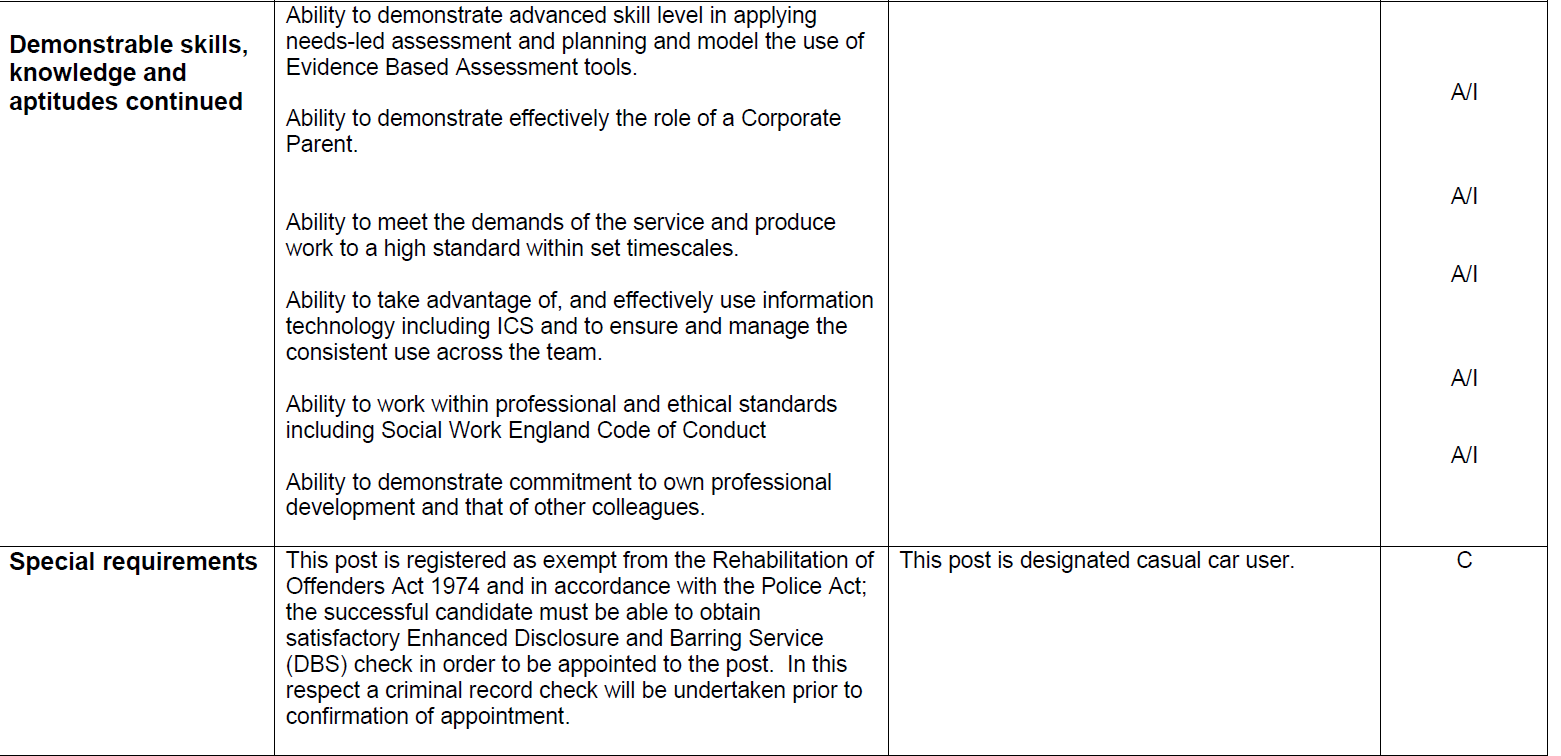 Demonstrable skills,
knowledge and
aptitudes continued
Ability to demonstrate advanced skill level in applying
needs-led assessment and planning and model the use of
Evidence Based Assessment tools.
Ability to demonstrate effectively the role of a Corporate
Parent.
Ability to meet the demands of the service and produce
work to a high standard within set timescales.
Ability to take advantage of, and effectively use information
technology including ICS and to ensure and manage the
consistent use across the team.
Ability to work within professional and ethical standards
including Social Work England Code of Conduct
Ability to demonstrate commitment to own professional
development and that of other colleagues.
A/I
A/I
A/I
A/I
A/I
Special requirements
This post is registered as exempt from the Rehabilitation of
Offenders Act 1974 and in accordance with the Police Act;
the successful candidate must be able to obtain
satisfactory Enhanced Disclosure and Barring Service
(DBS) check in order to be appointed to the post.  In this
respect a criminal record check will be undertaken prior to
confirmation of appointment.
This post is designated casual car user.
C